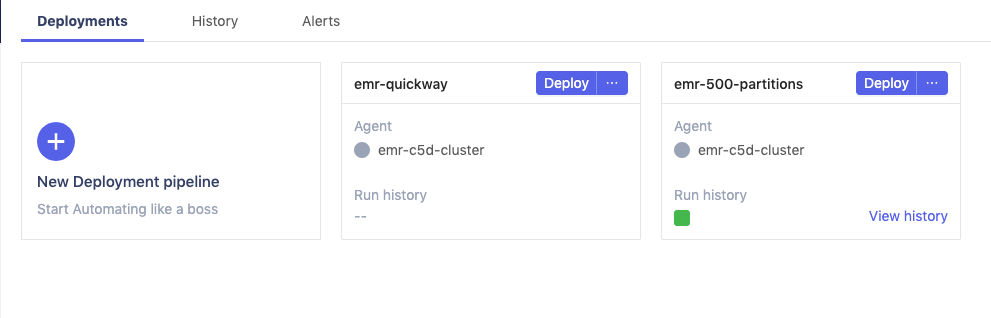 Deployments History Alerts
New Deployment pipeline
Start Automating like a boss
emr-quickway Deploy ...
Agent
emr-c5d-cluster
Run history
--
emr-500-partitions Deploy ...
Agent
emr-c5d-cluster
Run history
View history